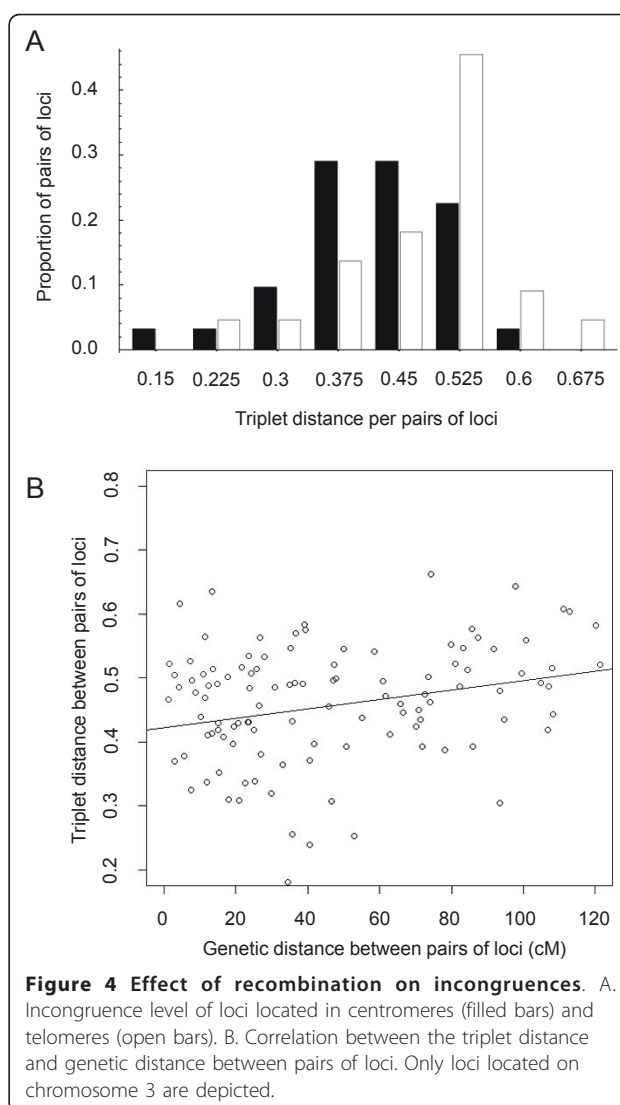 A
Proportion of pairs of loci
0.4
0.3
0.2
0.1
0.0
0.15 0.225 0.3 0.375 0.45 0.525 0.6 0.675
Triplet distance per pairs of loci
B
Triplet distance between pairs of loci
0.8
0.7
0.6
0.5
0.4
0.3
0.2
0 20 40 60 80 100 120
Genetic distance between pairs of loci (cM)
Figure 4 Effect of recombination on incongruences. A.
Incongruence level of loci located in centromeres (filled bars) and
telomeres (open bars). B. Correlation between the triplet distance
and genetic distance between pairs of loci. Only loci located on
chromosome 3 are depicted.